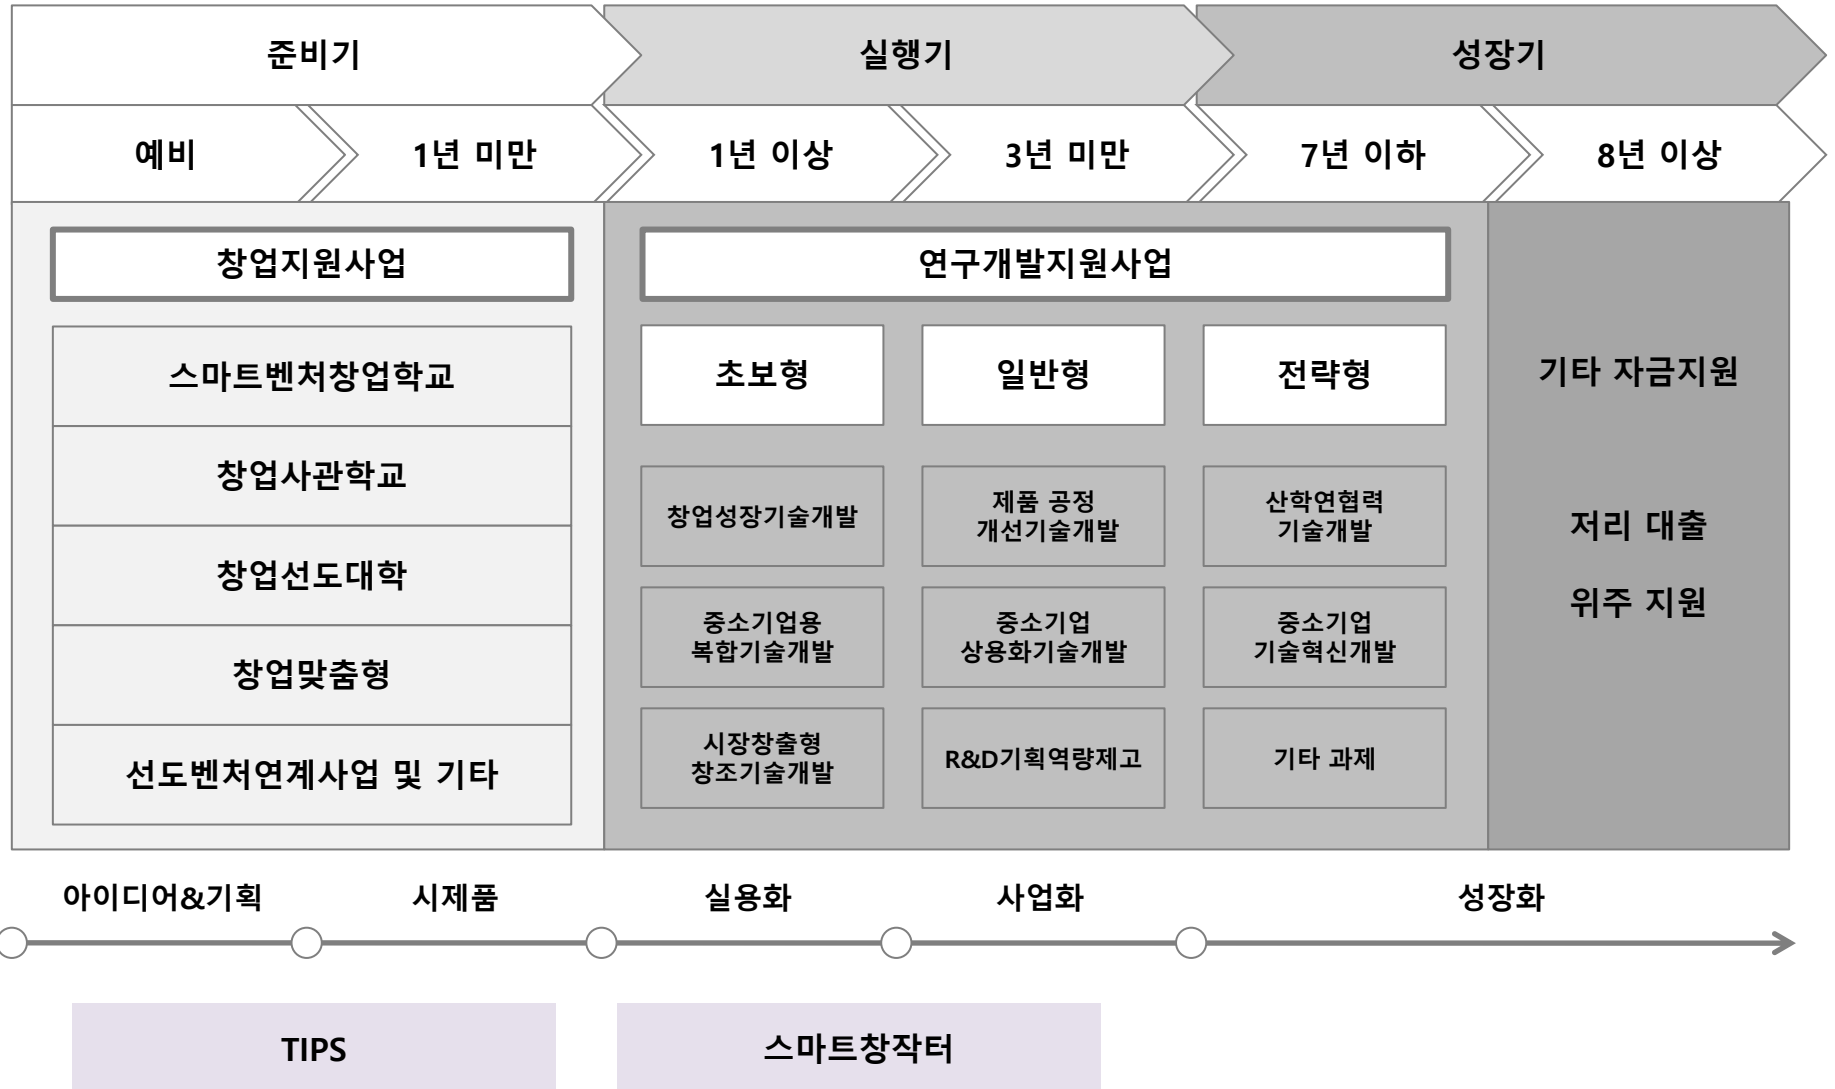 준비기
실행기
성장기
예비
1년 미만
1년 이상
3년 미만
7년 이하
8년 이상
창업지원사업
스마트벤처창업학교
창업사관학교
창업선도대학
창업맞춤형
선도벤처연계사업 및 기타
연구개발지원사업
초보형
일반형
전략형
창업성장기술개발
제품 공정
개선기술개발
산학연협력
기술개발
중소기업용
복합기술개발
중소기업
상용화기술개발
중소기업
기술혁신개발
시장창출형
창조기술개발
R&D기획역량제고
기타 과제
기타 자금지원
저리 대출
위주 지원
아이디어&기획
시제품
실용화
사업화
성장화
TIPS
스마트창작터